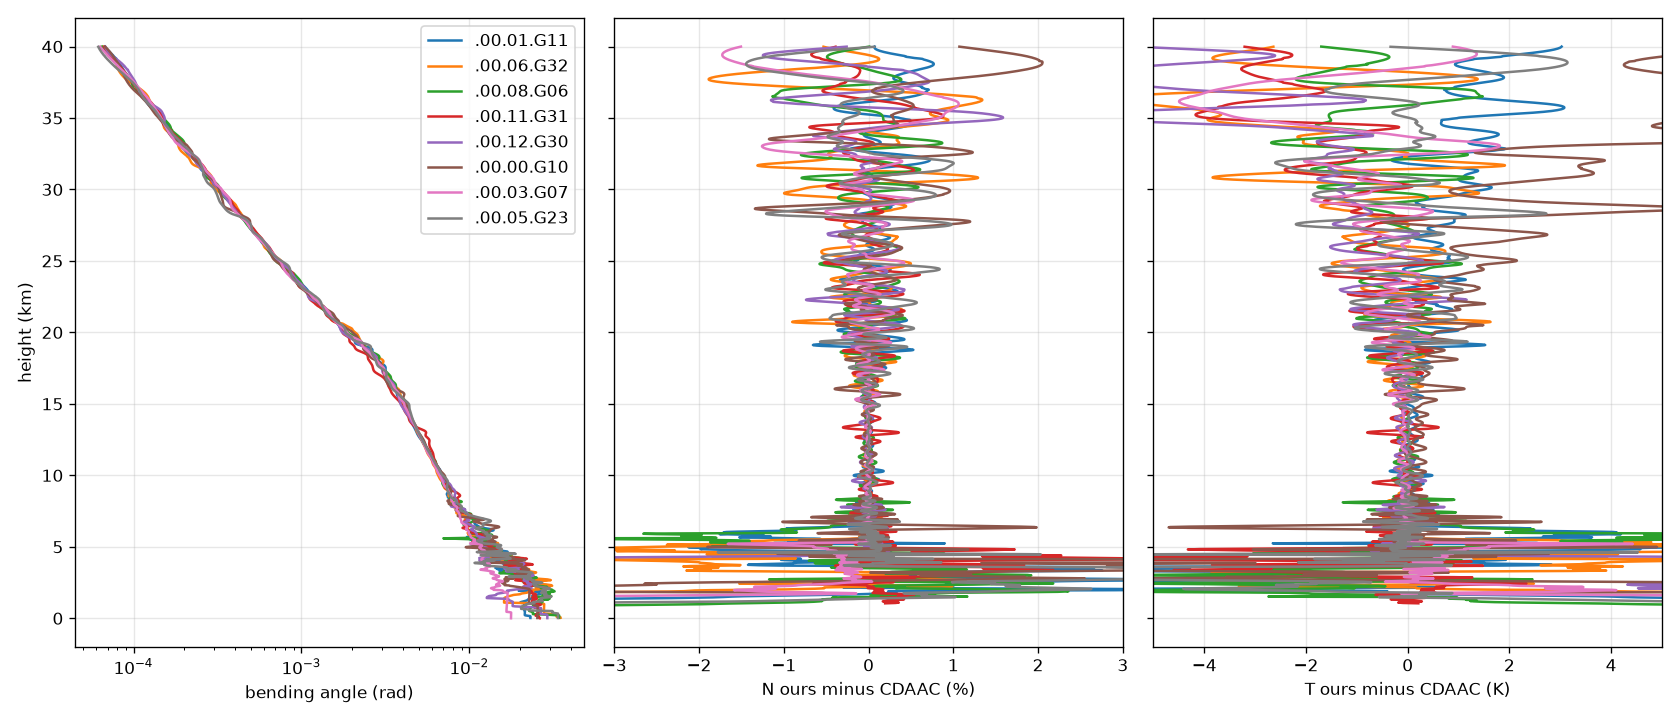 40
35
30
25
20
15
10
5
0
height (km)
10⁻⁴
10⁻³
10⁻²
bending angle (rad)
.00.01.G11
.00.06.G32
.00.08.G06
.00.11.G31
.00.12.G30
.00.00.G10
.00.03.G07
.00.05.G23
−3
−2
−1
0
1
2
3
N ours minus CDAAC (%)
−4
−2
0
2
4
T ours minus CDAAC (K)